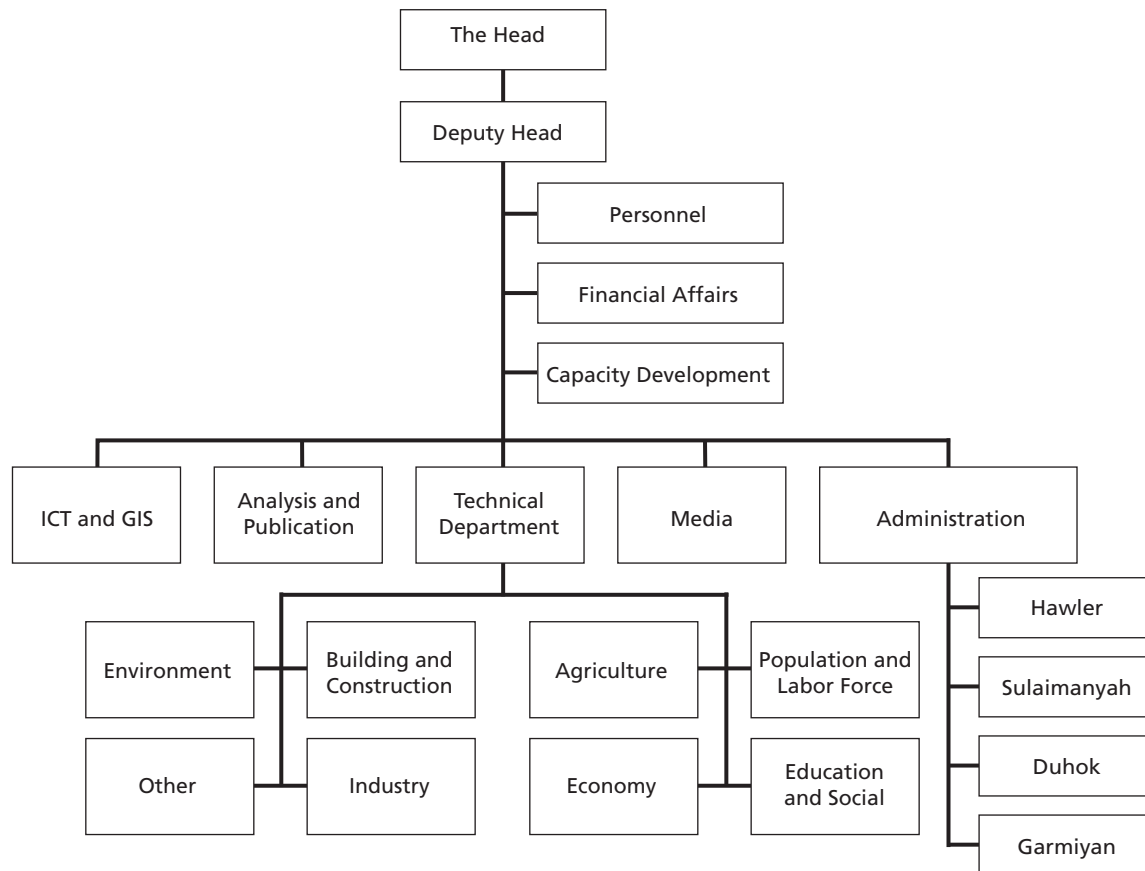 The Head
Deputy Head
Personnel
Financial Affairs
Capacity Development
ICT and GIS
Analysis and
Publication
Technical
Department
Media
Administration
Environment
Building and
Construction
Agriculture
Population and
Labor Force
Other
Industry
Economy
Education
and Social
Hawler
Sulaimanyah
Duhok
Garmiyan